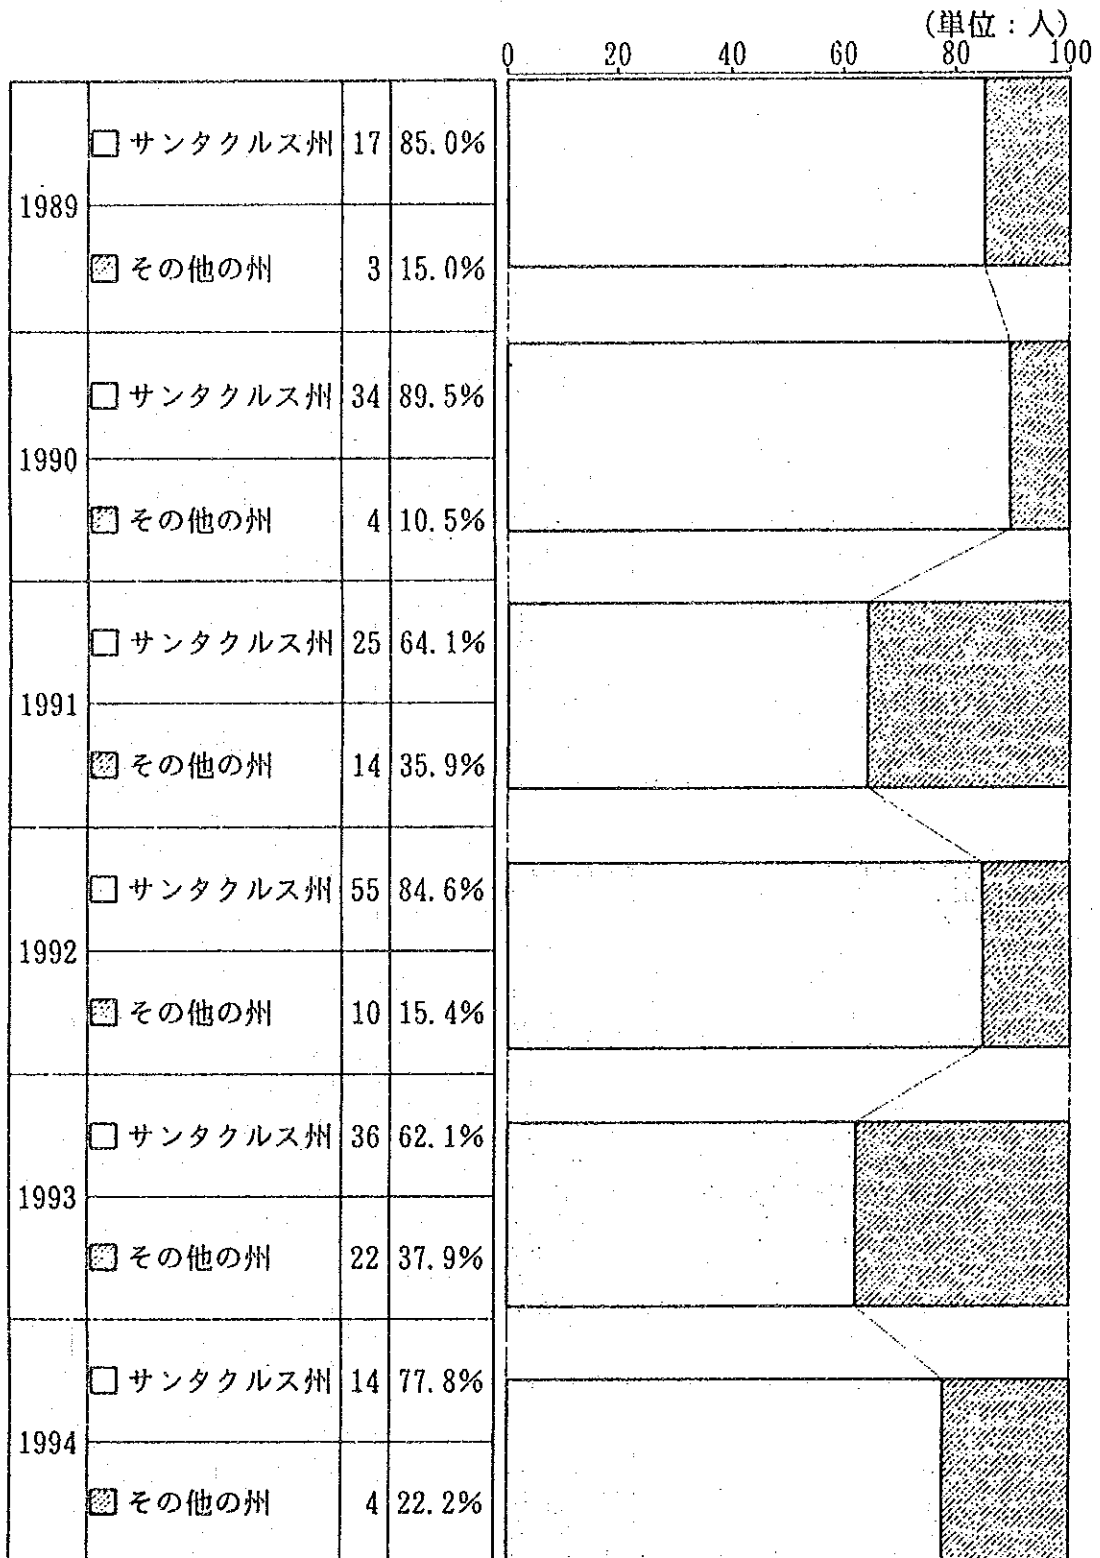 (単位：人)
0 20 40 60 80 100
サンタクルス州 17 85.0%
1989
その他の州 3 15.0%
サンタクルス州 34 89.5%
1990
その他の州 4 10.5%
サンタクルス州 25 64.1%
1991
その他の州 14 35.9%
サンタクルス州 55 84.6%
1992
その他の州 10 15.4%
サンタクルス州 36 62.1%
1993
その他の州 22 37.9%
サンタクルス州 14 77.8%
1994
その他の州 4 22.2%